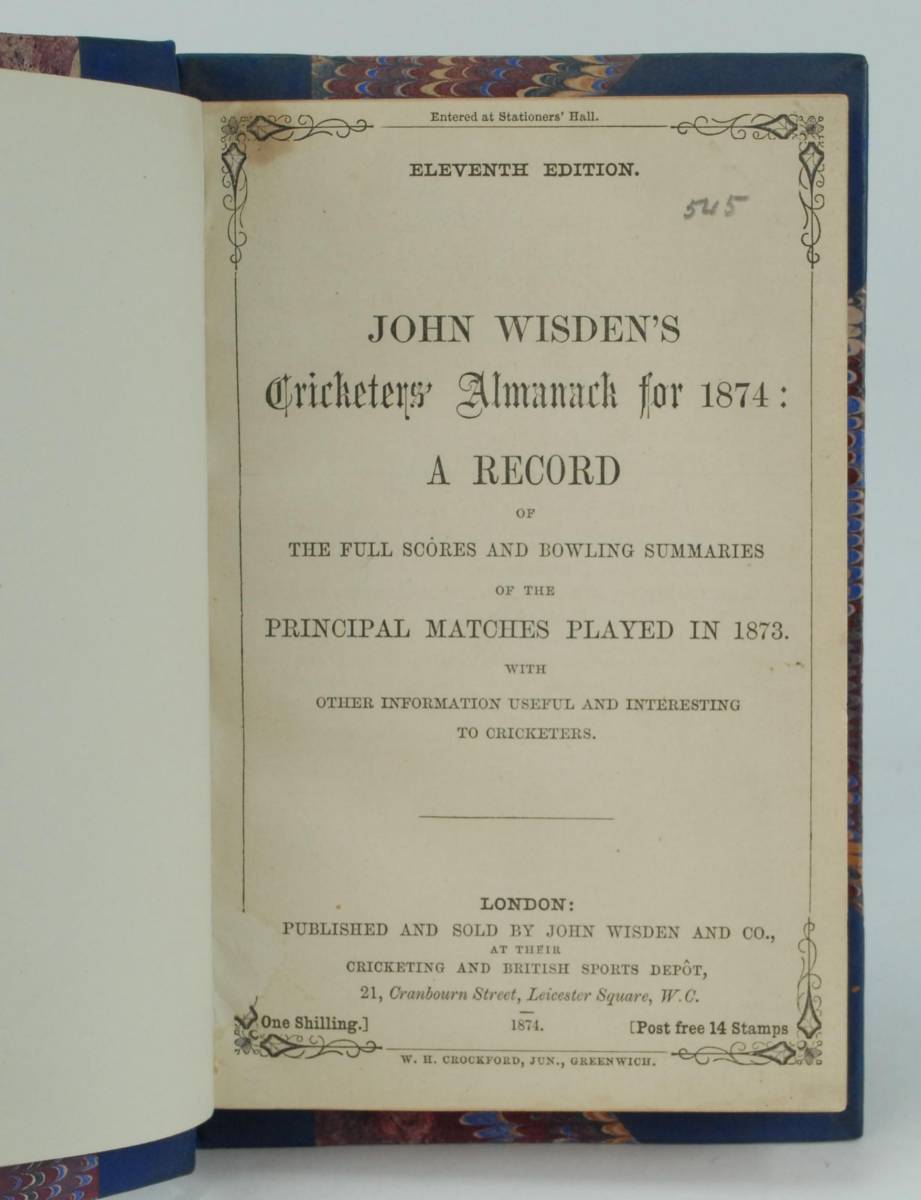 Entered at Stationers' Hall.
ELEVENTH EDITION.
545
JOHN WISDEN'S
Cricketers' Almanack for 1874:
A RECORD
OF
THE FULL SCÔRES AND BOWLING SUMMARIES
OF THE
PRINCIPAL MATCHES PLAYED IN 1873.
WITH
OTHER INFORMATION USEFUL AND INTERESTING
TO CRICKETERS.
LONDON:
PUBLISHED AND SOLD BY JOHN WISDEN AND CO.,
AT THEIR
CRICKETING AND BRITISH SPORTS DEPÔT,
21, Cranbourn Street, Leicester Square, W.C.
One Shilling.] 1874. [Post free 14 Stamps
W. H. CROCKFORD, JUN., GREENWICH.